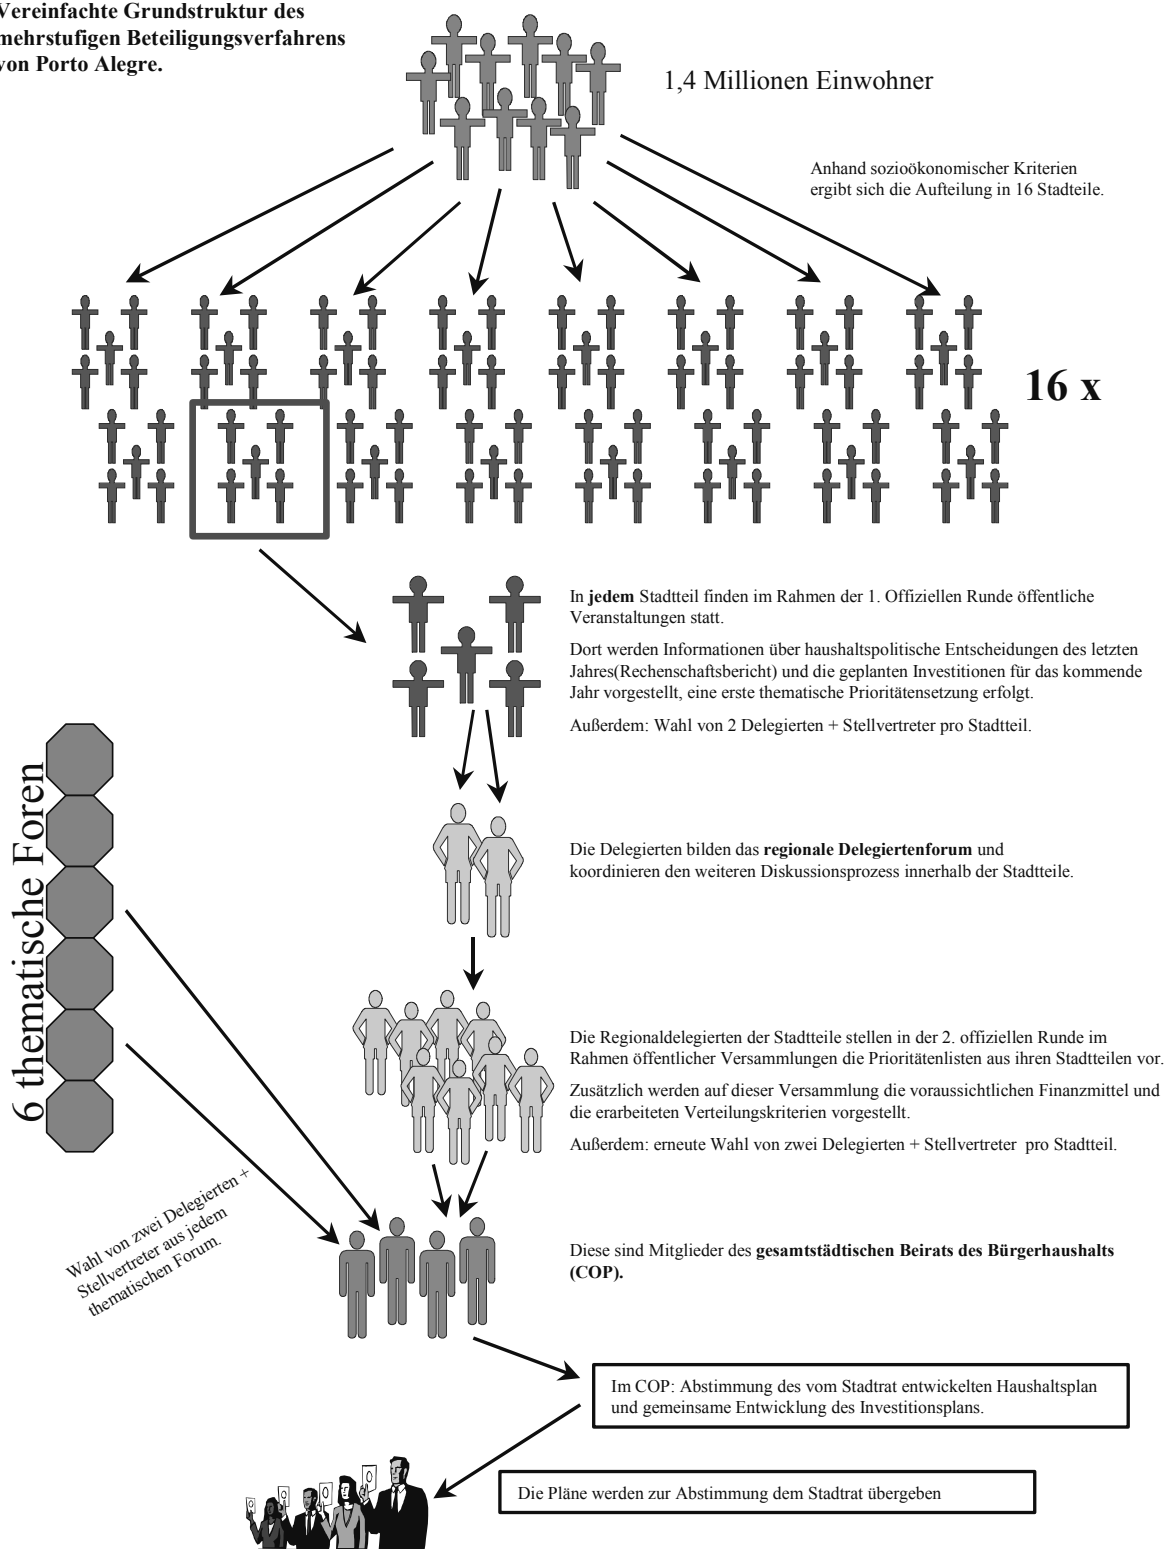 Vereinfachte Grundstruktur des
mehrstufigen Beteiligungsverfahrens
von Porto Alegre.
1,4 Millionen Einwohner
Anhand sozioökonomischer Kriterien
ergibt sich die Aufteilung in 16 Stadteile.
16 x
In jedem Stadtteil finden im Rahmen der 1. Offiziellen Runde öffentliche
Veranstaltungen statt.
Dort werden Informationen über haushaltspolitische Entscheidungen des letzten
Jahres(Rechenschaftsbericht) und die geplanten Investitionen für das kommende
Jahr vorgestellt, eine erste thematische Prioritätensetzung erfolgt.
Außerdem: Wahl von 2 Delegierten + Stellvertreter pro Stadtteil.
6 thematische Foren
Die Delegierten bilden das regionale Delegiertenforum und
koordinieren den weiteren Diskussionsprozess innerhalb der Stadtteile.
Die Regionaldelegierten der Stadtteile stellen in der 2. offiziellen Runde im
Rahmen öffentlicher Versammlungen die Prioritätenlisten aus ihren Stadtteilen vor.
Zusätzlich werden auf dieser Versammlung die voraussichtlichen Finanzmittel und
die erarbeiteten Verteilungskriterien vorgestellt.
Außerdem: erneute Wahl von zwei Delegierten + Stellvertreter pro Stadtteil.
Wahl von zwei Delegierten +
Stellvertreter aus jedem
thematischen Forum.
Diese sind Mitglieder des gesamtstädtischen Beirats des Bürgerhaushalts
(COP).
Im COP: Abstimmung des vom Stadtrat entwickelten Haushaltsplan
und gemeinsame Entwicklung des Investitionsplans.
Die Pläne werden zur Abstimmung dem Stadtrat übergeben